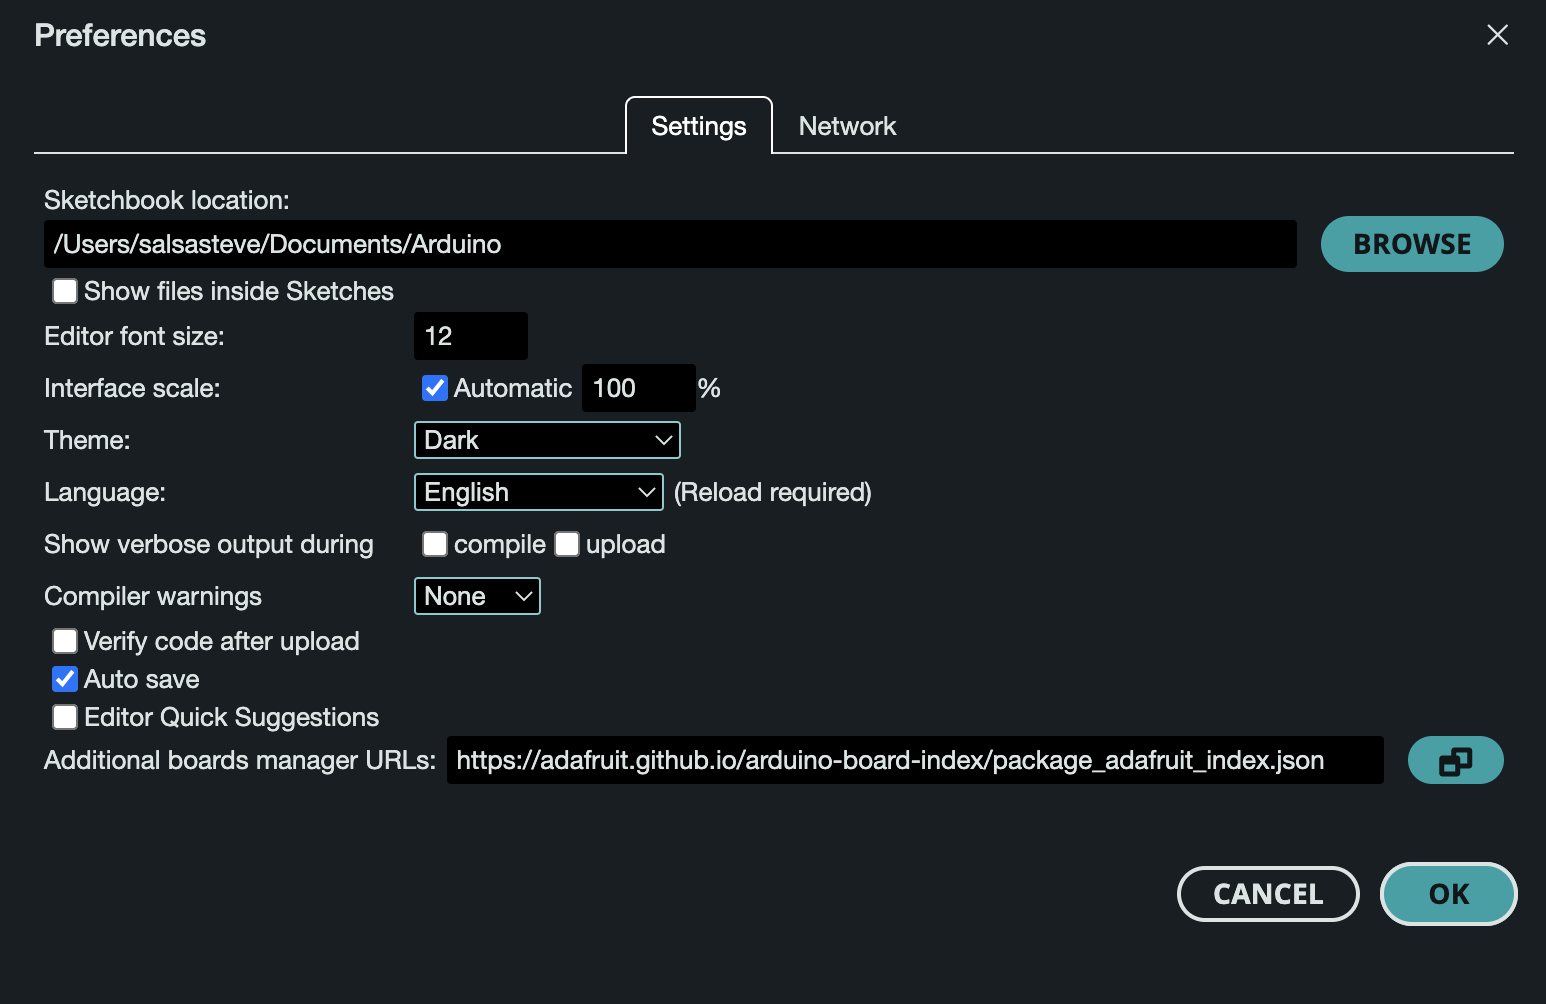 Preferences
Settings Network
Sketchbook location:
/Users/salsasteve/Documents/Arduino BROWSE
Show files inside Sketches
Editor font size: 12
Interface scale: Automatic 100 %
Theme: Dark
Language: English (Reload required)
Show verbose output during compile upload
Compiler warnings None
Verify code after upload
Auto save
Editor Quick Suggestions
Additional boards manager URLs: https://adafruit.github.io/arduino-board-index/package_adafruit_index.json
CANCEL OK